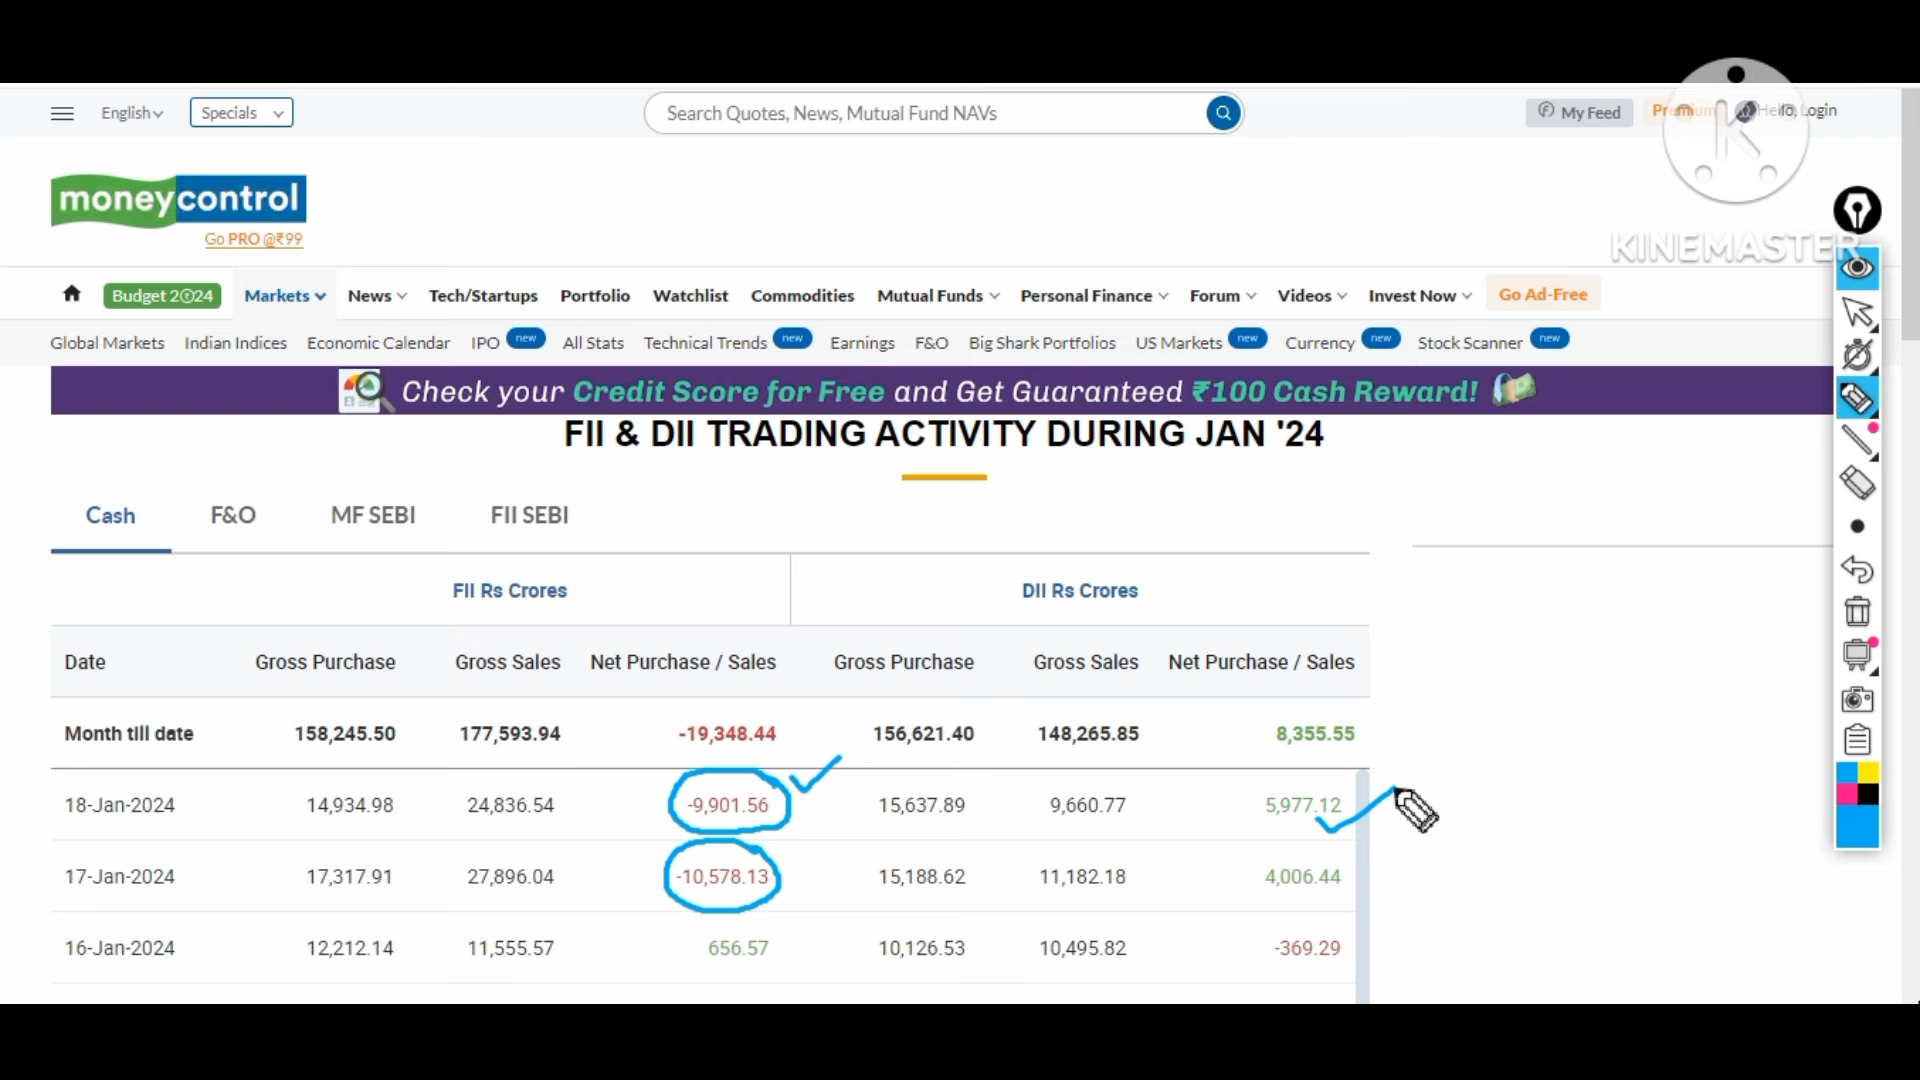 English
Specials
Search Quotes, News, Mutual Fund NAVs
My Feed
Premium
Hello, Login
moneycontrol
Go PRO @₹99
K
KINEMASTER
Budget 2024 Markets News Tech/Startups Portfolio Watchlist Commodities Mutual Funds Personal Finance Forum Videos Invest Now Go Ad-Free
Global Markets Indian Indices Economic Calendar IPO new All Stats Technical Trends new Earnings F&O Big Shark Portfolios US Markets new Currency new Stock Scanner new
Check your Credit Score for Free and Get Guaranteed ₹100 Cash Reward!
FII & DII TRADING ACTIVITY DURING JAN '24
Cash F&O MF SEBI FII SEBI
FII Rs Crores DII Rs Crores
Date Gross Purchase Gross Sales Net Purchase / Sales Gross Purchase Gross Sales Net Purchase / Sales
Month till date 158,245.50 177,593.94 -19,348.44 156,621.40 148,265.85 8,355.55
18-Jan-2024 14,934.98 24,836.54 -9,901.56 15,637.89 9,660.77 5,977.12
17-Jan-2024 17,317.91 27,896.04 -10,578.13 15,188.62 11,182.18 4,006.44
16-Jan-2024 12,212.14 11,555.57 656.57 10,126.53 10,495.82 -369.29